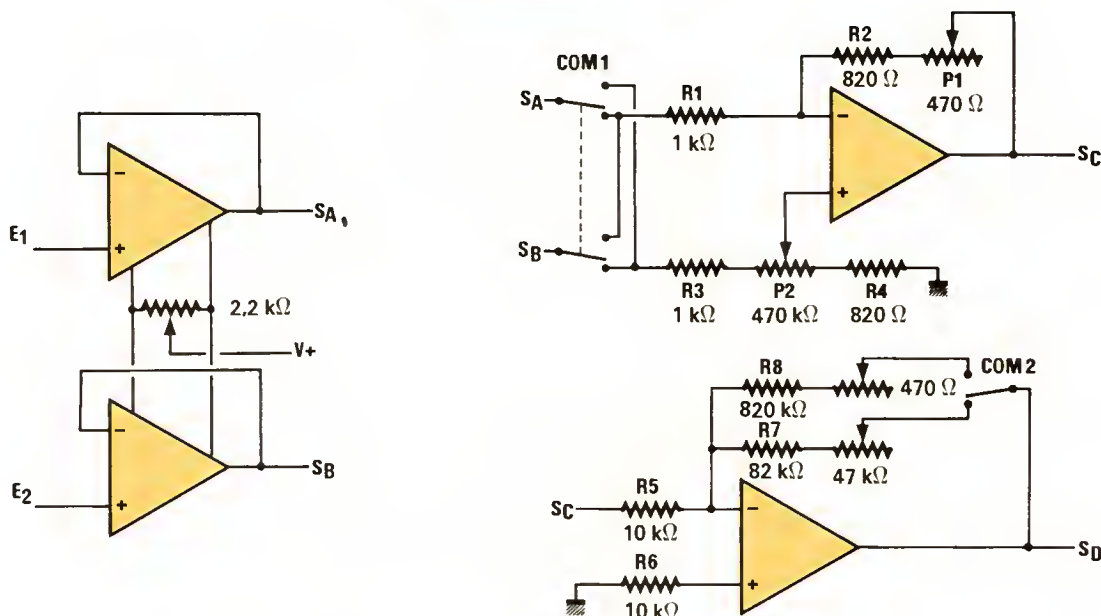 E1
−
+
SA
2,2 kΩ
V+
E2
−
+
SB
COM1
SA
SB
R1
1 kΩ
R2
820 Ω
P1
470 Ω
−
+
SC
R3
1 kΩ
P2
470 kΩ
R4
820 Ω
R8
820 kΩ
470 Ω
COM2
R7
82 kΩ
47 kΩ
SC
R5
10 kΩ
−
+
R6
10 kΩ
SD